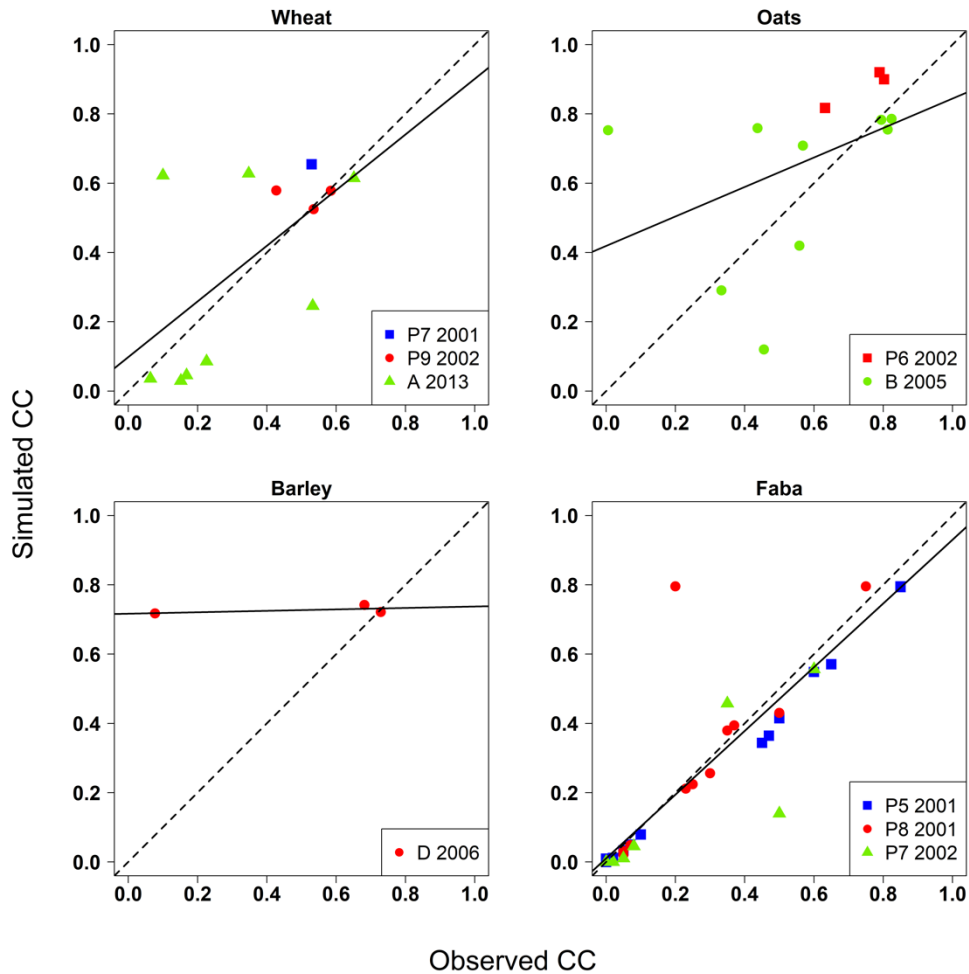 Wheat
Oats
1.0
0.8
0.6
0.4
0.2
0.0
P7 2001
P9 2002
A 2013
0.0 0.2 0.4 0.6 0.8 1.0
1.0
0.8
0.6
0.4
0.2
0.0
P6 2002
B 2005
0.0 0.2 0.4 0.6 0.8 1.0
Simulated CC
Barley
Faba
1.0
0.8
0.6
0.4
0.2
0.0
D 2006
0.0 0.2 0.4 0.6 0.8 1.0
1.0
0.8
0.6
0.4
0.2
0.0
P5 2001
P8 2001
P7 2002
0.0 0.2 0.4 0.6 0.8 1.0
Observed CC